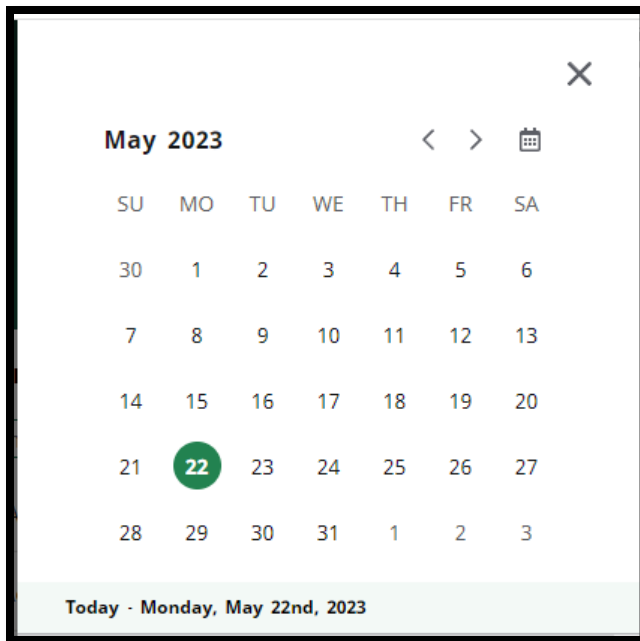 May 2023
SU MO TU WE TH FR SA
30 1 2 3 4 5 6
7 8 9 10 11 12 13
14 15 16 17 18 19 20
21 22 23 24 25 26 27
28 29 30 31 1 2 3
Today - Monday, May 22nd, 2023